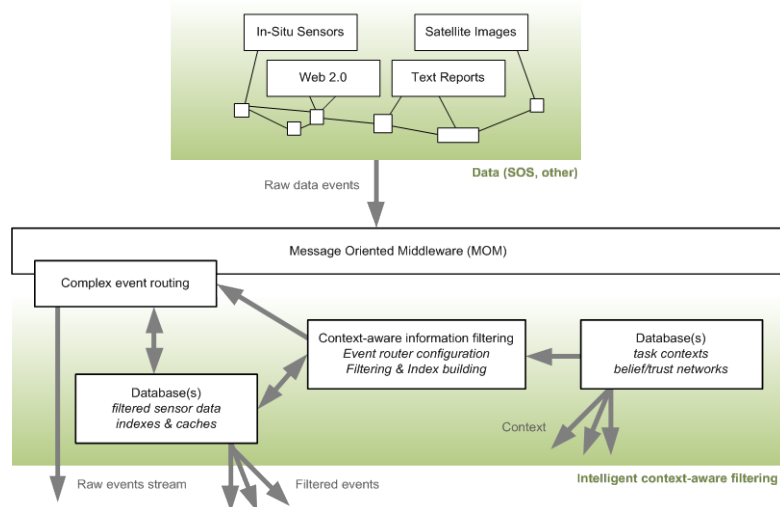 In-Situ Sensors
Satellite Images
Web 2.0
Text Reports
Data (SOS, other)
Raw data events
Message Oriented Middleware (MOM)
Complex event routing
Context-aware information filtering
Event router configuration
Filtering & Index building
Database(s)
task contexts
belief/trust networks
Database(s)
filtered sensor data
indexes & caches
Context
Raw events stream
Filtered events
Intelligent context-aware filtering